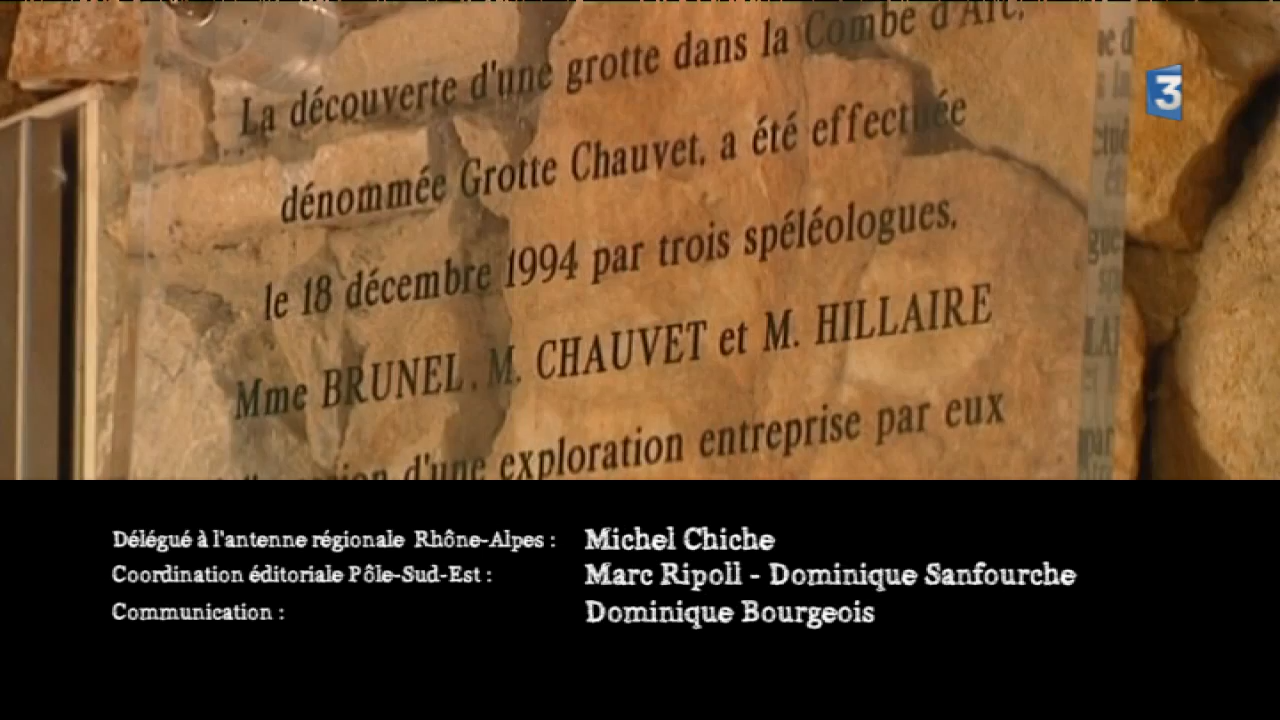 La découverte d'une grotte dans la Combe d'Arc,
3
dénommée Grotte Chauvet, a été effectuée
le 18 décembre 1994 par trois spéléologues,
Mme BRUNEL, M. CHAUVET et M. HILLAIRE
d'une exploration entreprise par eux
Délégué à l'antenne régionale Rhône-Alpes : Michel Chiche
Coordination éditoriale Pôle-Sud-Est : Marc Ripoll - Dominique Sanfourche
Communication : Dominique Bourgeois